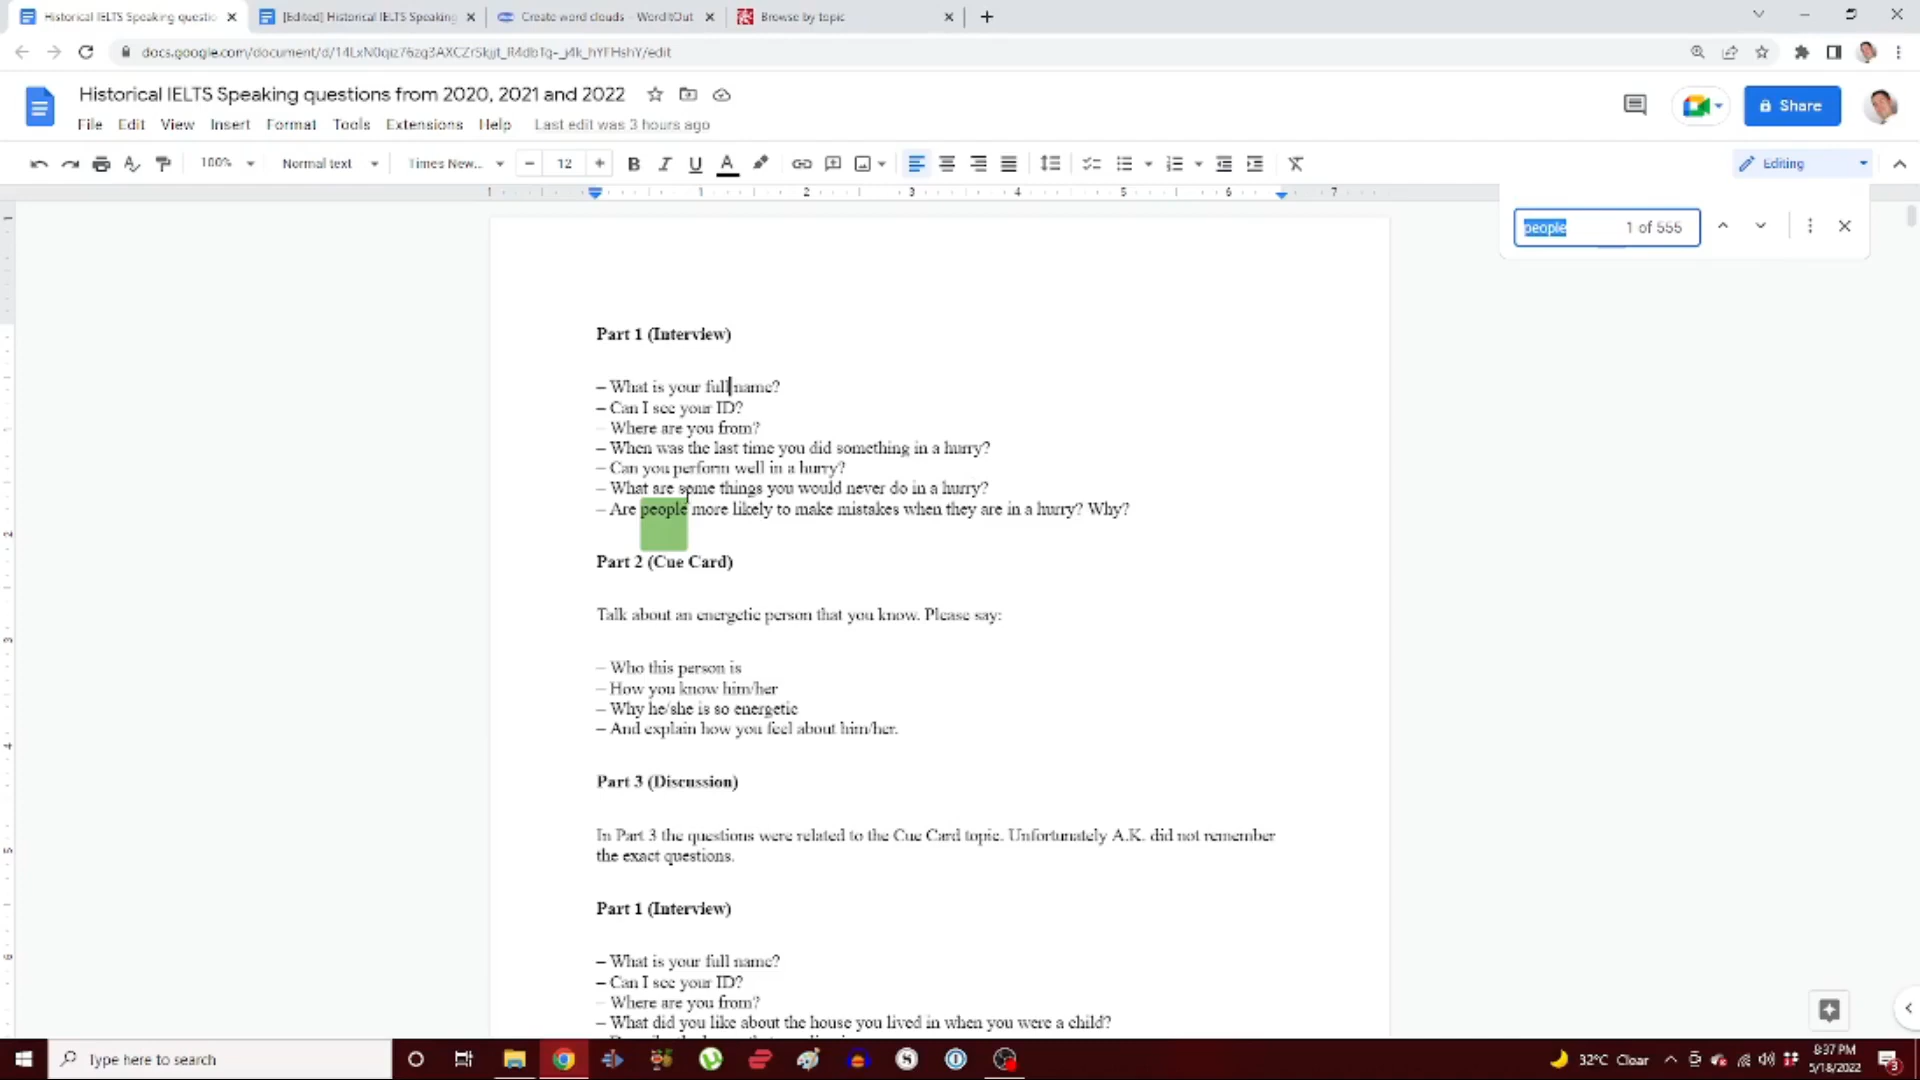 Historical IELTS Speaking questio
[Edited] Historical IELTS Speaking
Create word clouds – WordItOut
Browse by topic
Historical IELTS Speaking questions from 2020, 2021 and 2022
Share
File Edit View Insert Format Tools Extensions Help Last edit was 3 hours ago
100% Normal text Times New... 12 B I U A Editing
1 1 2 3 4 5 6 7
people 1 of 555
Part 1 (Interview)
– What is your full name?
– Can I see your ID?
– Where are you from?
– When was the last time you did something in a hurry?
– Can you perform well in a hurry?
– What are some things you would never do in a hurry?
– Are people more likely to make mistakes when they are in a hurry? Why?
Part 2 (Cue Card)
Talk about an energetic person that you know. Please say:
– Who this person is
– How you know him/her
– Why he/she is so energetic
– And explain how you feel about him/her.
Part 3 (Discussion)
In Part 3 the questions were related to the Cue Card topic. Unfortunately A.K. did not remember
the exact questions.
Part 1 (Interview)
– What is your full name?
– Can I see your ID?
– Where are you from?
– What did you like about the house you lived in when you were a child?
Type here to search
32°C Clear
8:37 PM
5/18/2022
3